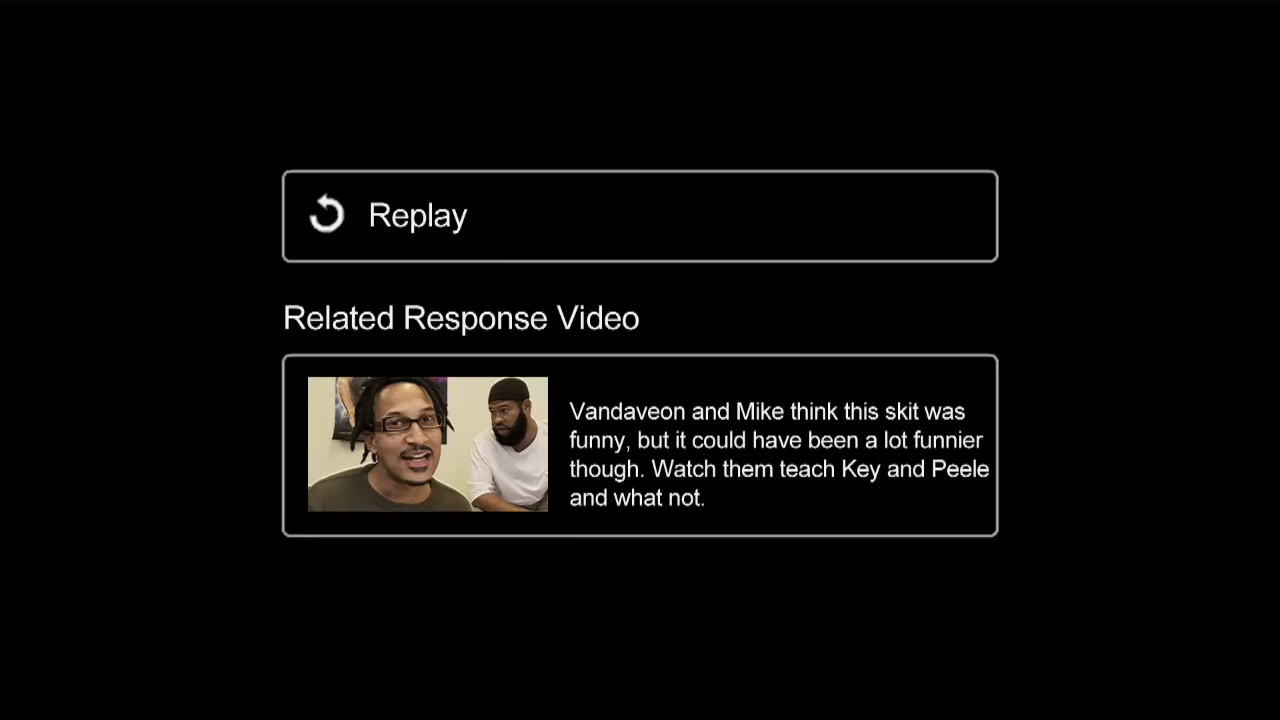 Replay
Related Response Video
Vandaveon and Mike think this skit was
funny, but it could have been a lot funnier
though. Watch them teach Key and Peele
and what not.